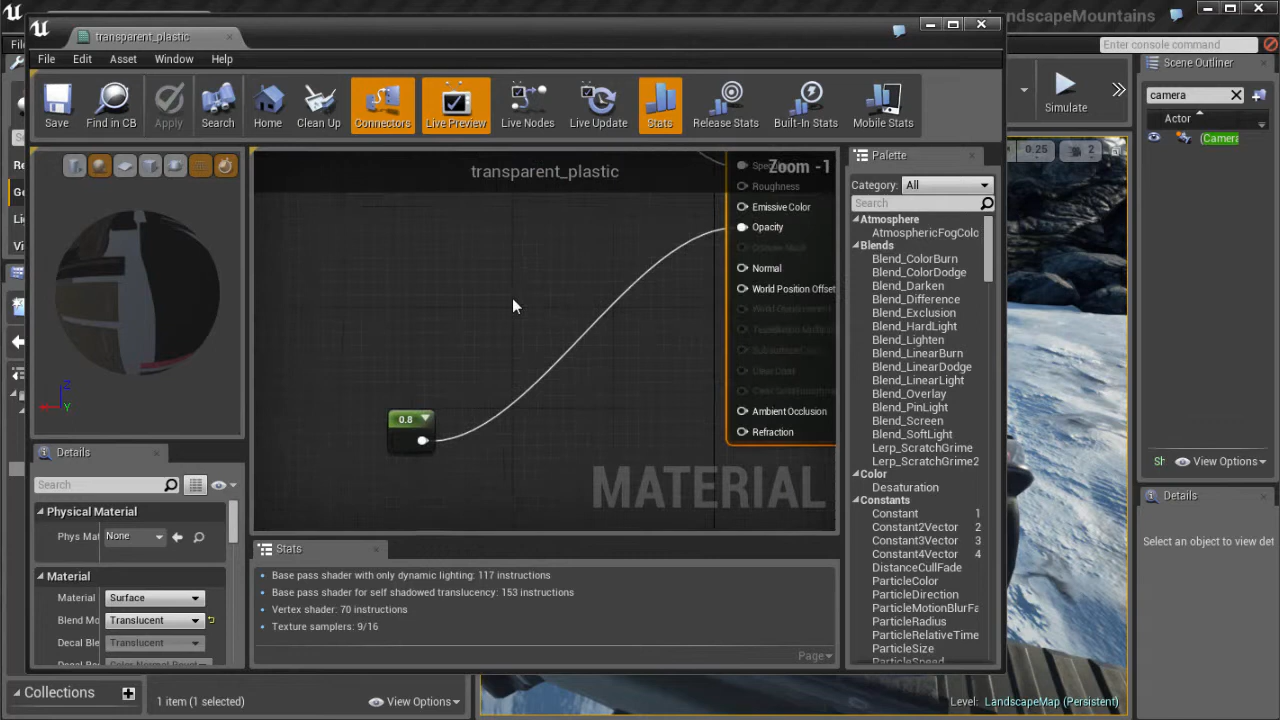 LandscapeMountains
transparent_plastic
File Edit Asset Window Help
Enter console command
Scene Outliner
Save Find in CB Apply Search Home Clean Up Connectors Live Preview Live Nodes Live Update Stats Release Stats Built-In Stats Mobile Stats
Simulate
camera
Actor
(Camera
0.25 2
transparent_plastic
Zoom -1
Palette
Category: All
Search
Roughness
Emissive Color
Opacity
Normal
World Position Offset
Ambient Occlusion
Refraction
0.8
MATERIAL
Atmosphere
AtmosphericFogColo
Blends
Blend_ColorBurn
Blend_ColorDodge
Blend_Darken
Blend_Difference
Blend_Exclusion
Blend_HardLight
Blend_Lighten
Blend_LinearBurn
Blend_LinearDodge
Blend_LinearLight
Blend_Overlay
Blend_PinLight
Blend_Screen
Blend_SoftLight
Lerp_ScratchGrime
Lerp_ScratchGrime2
Color
Desaturation
Constants
Constant 1
Constant2Vector 2
Constant3Vector 3
Constant4Vector 4
DistanceCullFade
ParticleColor
ParticleDirection
ParticleMotionBlurFa
ParticleRadius
ParticleRelativeTime
ParticleSize
ParticleSpeed
Details
Search
Physical Material
Phys Mat None
Material
Material Surface
Blend Mo Translucent
Decal Ble Translucent
Stats
Base pass shader with only dynamic lighting: 117 instructions
Base pass shader for self shadowed translucency: 153 instructions
Vertex shader: 70 instructions
Texture samplers: 9/16
Page
Sh View Options
Details
Select an object to view det
Collections
1 item (1 selected)
View Options
Level: LandscapeMap (Persistent)